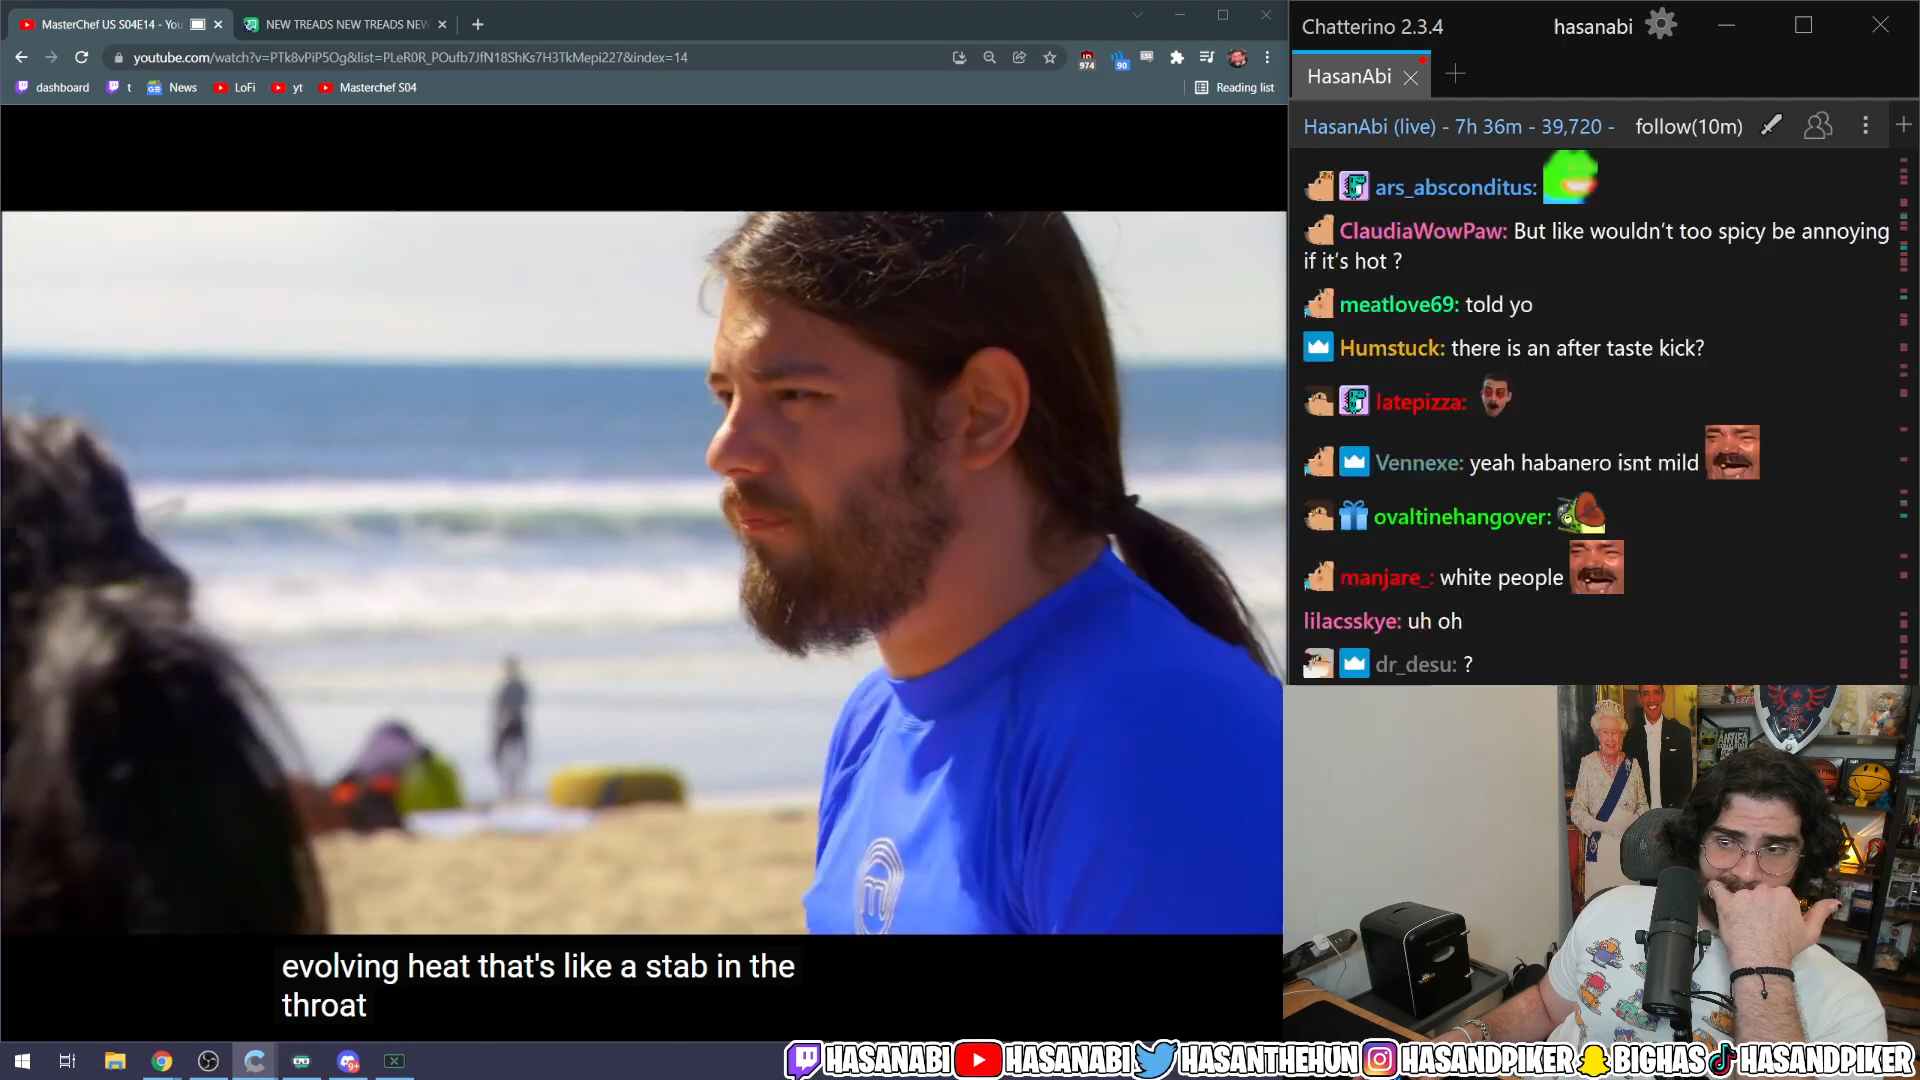 MasterChef US S04E14 - You
NEW TREADS NEW TREADS NEW
youtube.com/watch?v=PTk8vPiP5Og&list=PLeR0R_POufb7JfN18ShKs7H3TkMepi227&index=14
974
90
dashboard
t
News
LoFi
yt
Masterchef S04
Reading list
evolving heat that's like a stab in the
throat
Chatterino 2.3.4
hasanabi
HasanAbi
HasanAbi (live) - 7h 36m - 39,720 -
follow(10m)
ars_absconditus:
ClaudiaWowPaw: But like wouldn't too spicy be annoying
if it's hot ?
meatlove69: told yo
Humstuck: there is an after taste kick?
latepizza:
Vennexe: yeah habanero isnt mild
ovaltinehangover:
manjare_: white people
lilacsskye: uh oh
dr_desu: ?
ANTIFA
HASANABI
HASANABI
HASANTHEHUN
HASANDPIKER
BIGHAS
HASANDPIKER